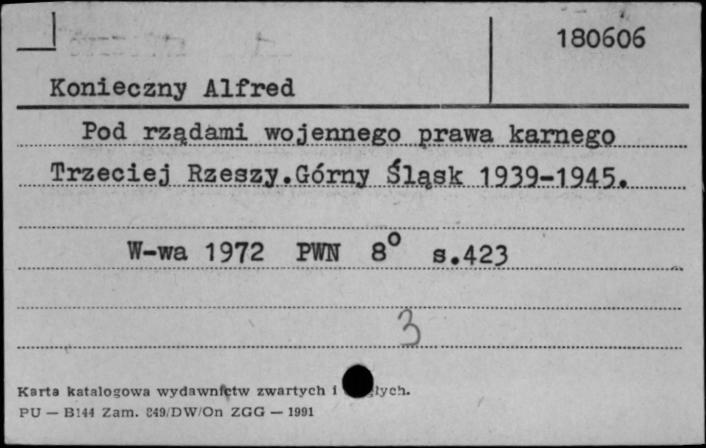 180606
Konieczny Alfred
Pod rządami wojennego prawa karnego
Trzeciej Rzeszy.Górny Śląsk 1939-1945.
W-wa 1972 PWN 8° s.423
3
Karta katalogowa wydawnictw zwartych i
PU — B144 Zam. 849/DW/On ZGG — 1991